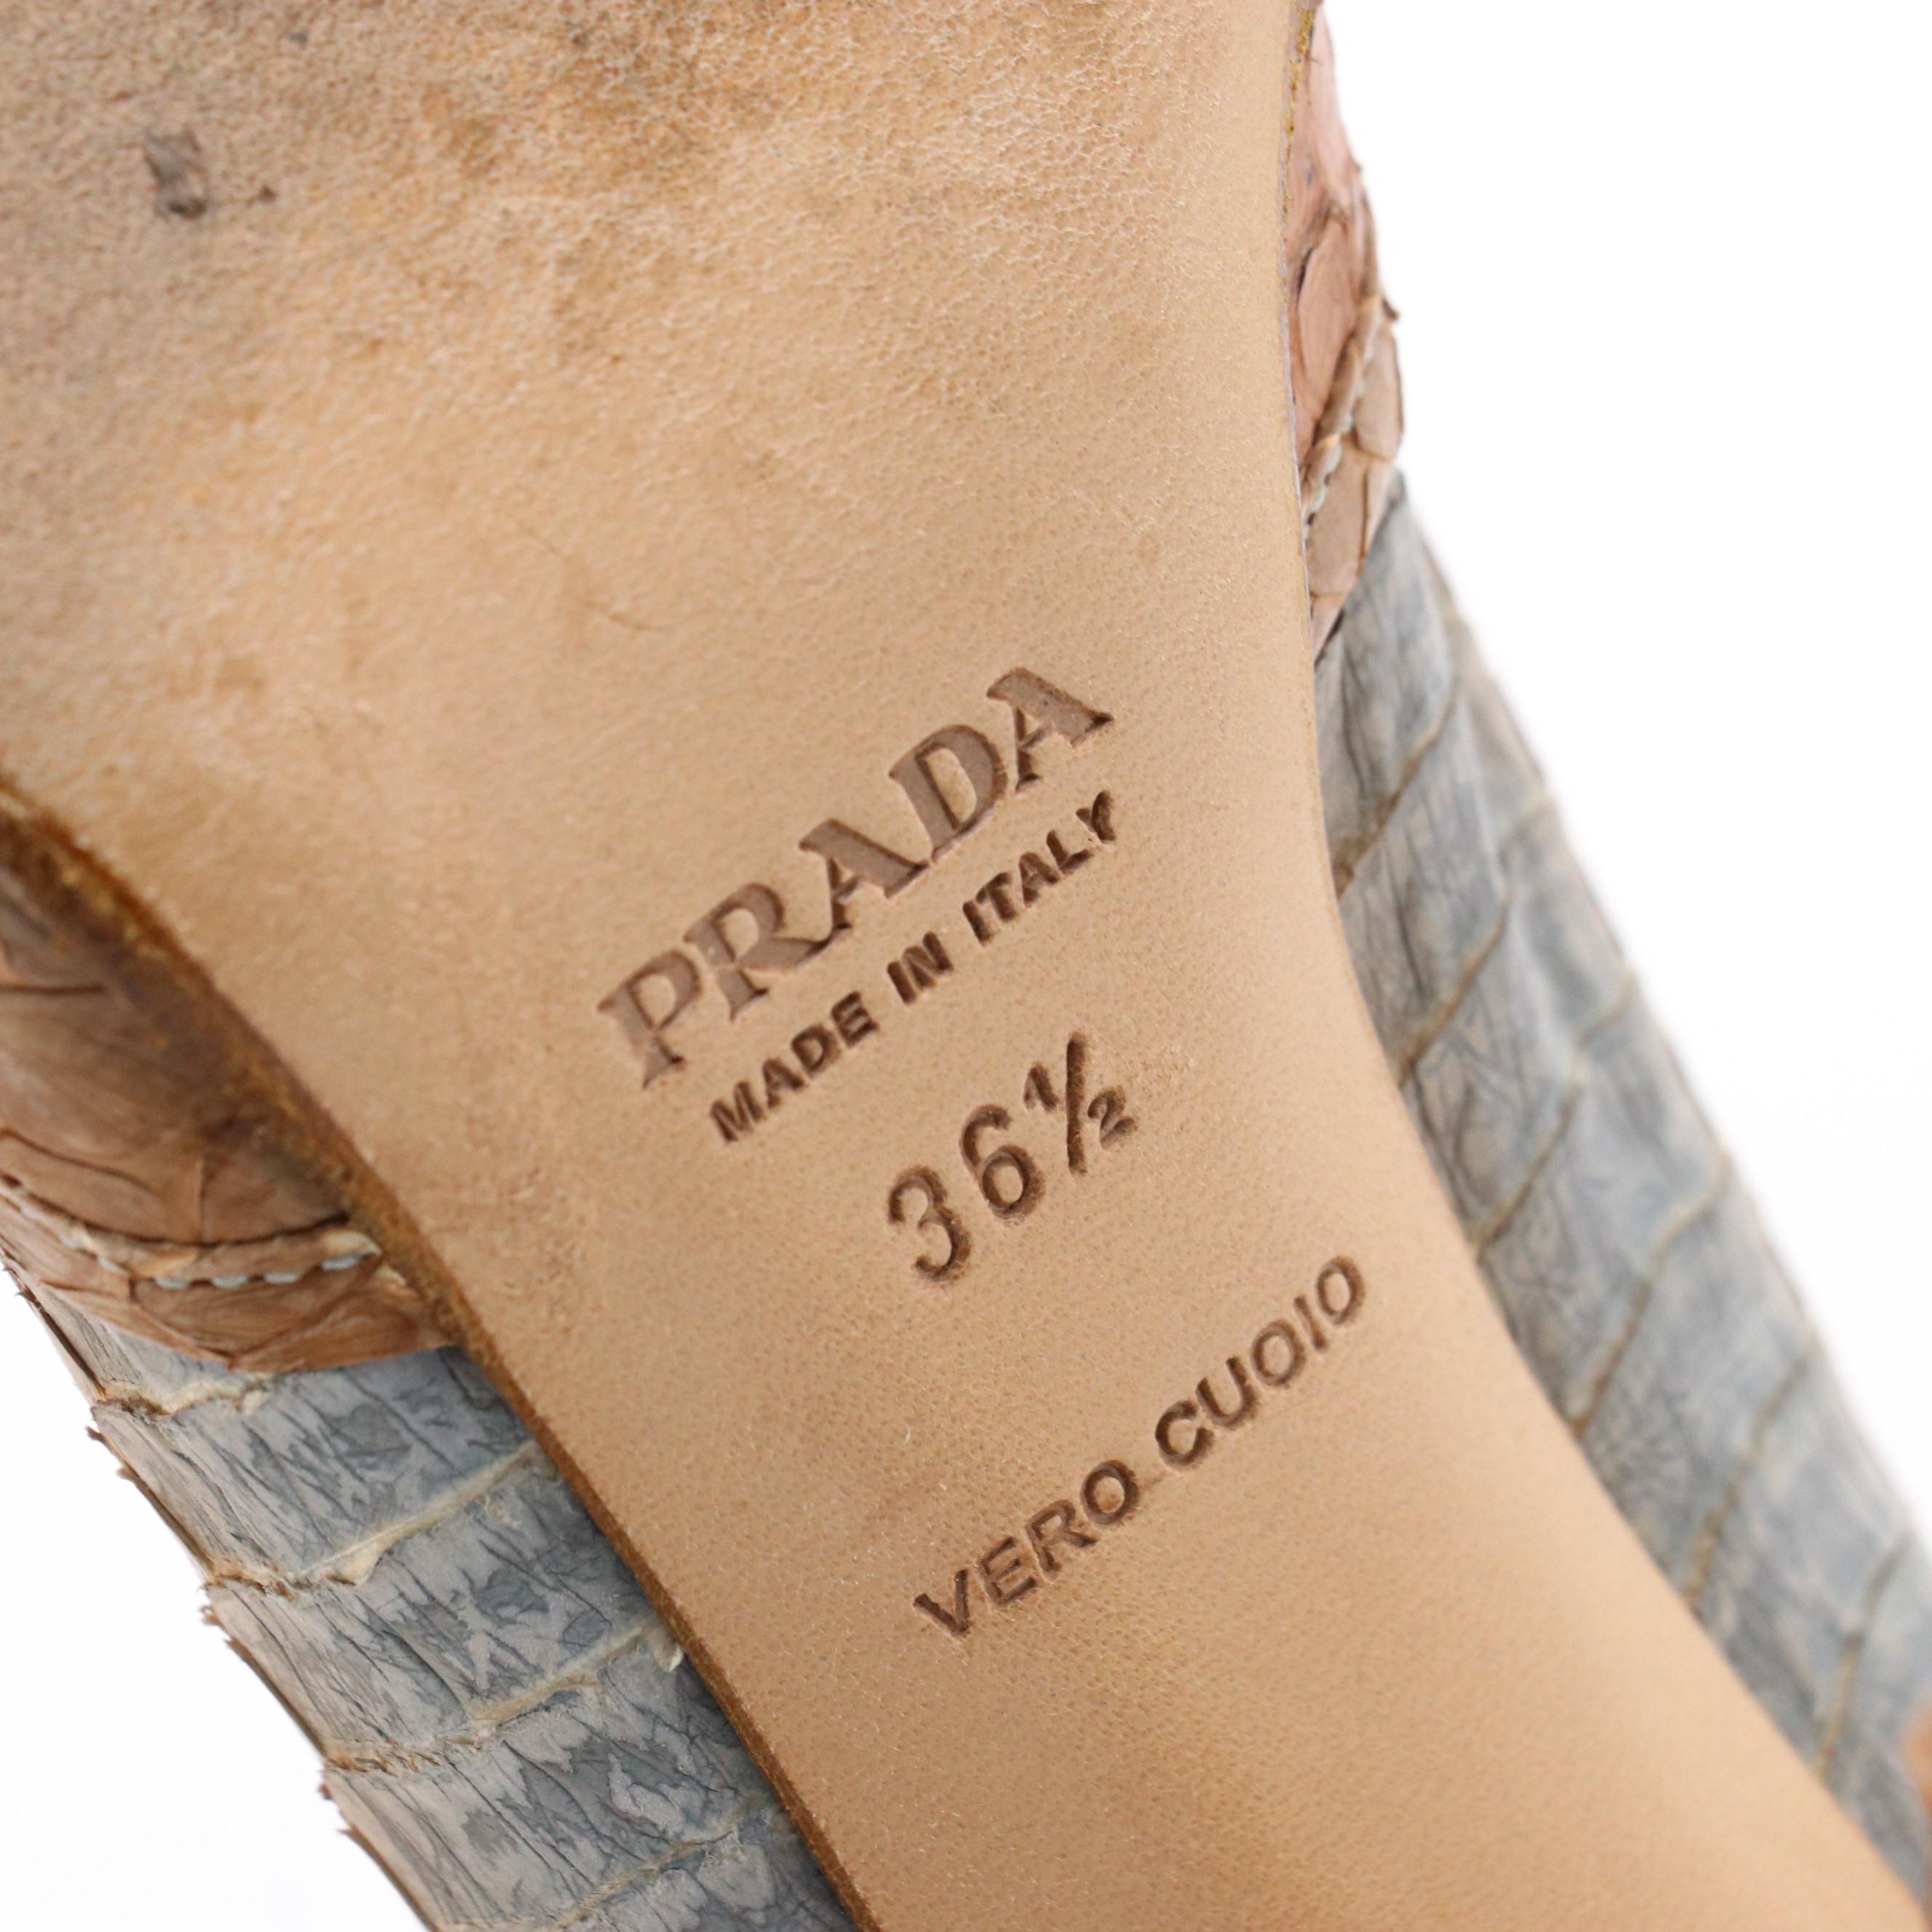 PRADA
MADE IN ITALY
36½
VERO CUOIO